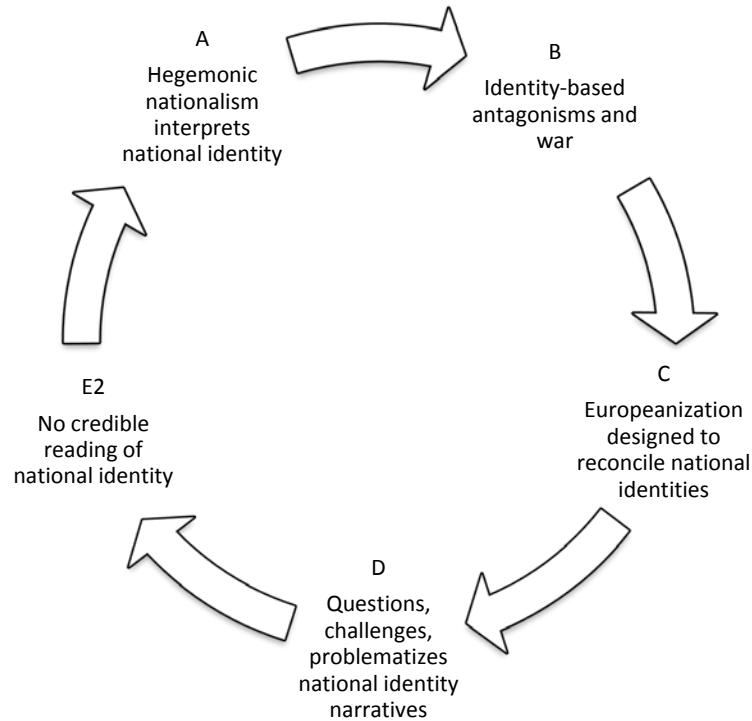 A
Hegemonic
nationalism
interprets
national identity
B
Identity-based
antagonisms and
war
C
Europeanization
designed to
reconcile national
identities
D
Questions,
challenges,
problematizes
national identity
narratives
E2
No credible
reading of
national identity